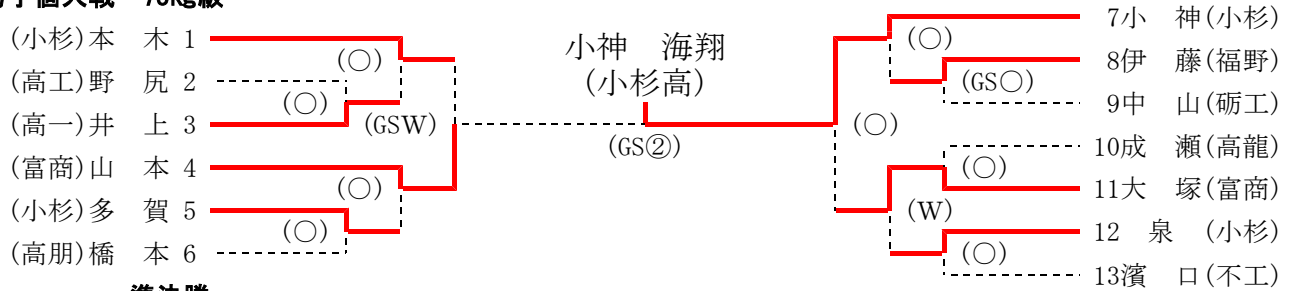 (小杉)本 木 1
(高工)野 尻 2
(高一)井 上 3
(富商)山 本 4
(小杉)多 賀 5
(高朋)橋 本 6
(○)
(○)
(GSW)
(○)
(○)
小神 海翔
(小杉高)
(GS②)
(○)
(○)
(GS○)
(○)
(W)
(○)
7小 神(小杉)
8伊 藤(福野)
9中 山(砺工)
10成 瀬(高龍)
11大 塚(富商)
12 泉 (小杉)
13濱 口(不工)